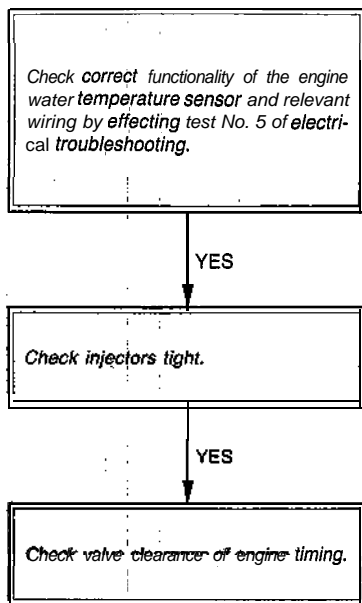 Check correct functionality of the engine
water temperature sensor and relevant
wiring by effecting test No. 5 of electri-
cal troubleshooting.
YES
Check injectors tight.
YES
Check valve clearance of engine timing.